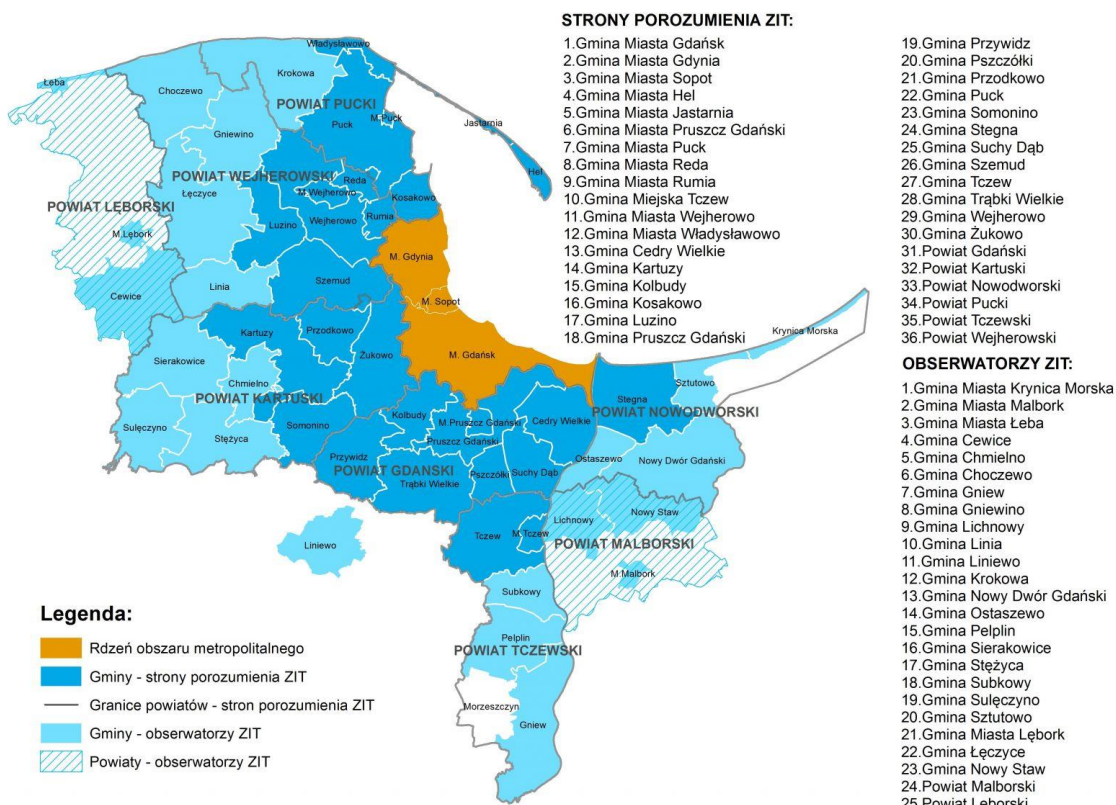 STRONY POROZUMIENIA ZIT:
1.Gmina Miasta Gdańsk
2.Gmina Miasta Gdynia
3.Gmina Miasta Sopot
4.Gmina Miasta Hel
5.Gmina Miasta Jastarnia
6.Gmina Miasta Pruszcz Gdański
7.Gmina Miasta Puck
8.Gmina Miasta Reda
9.Gmina Miasta Rumia
10.Gmina Miejska Tczew
11.Gmina Miasta Wejherowo
12.Gmina Miasta Władysławowo
13.Gmina Cedry Wielkie
14.Gmina Kartuzy
15.Gmina Kolbudy
16.Gmina Kosakowo
17.Gmina Luzino
18.Gmina Pruszcz Gdański
19.Gmina Przywidz
20.Gmina Pszczółki
21.Gmina Przodkowo
22.Gmina Puck
23.Gmina Somonino
24.Gmina Stegna
25.Gmina Suchy Dąb
26.Gmina Szemud
27.Gmina Tczew
28.Gmina Trąbki Wielkie
29.Gmina Wejherowo
30.Gmina Żukowo
31.Powiat Gdański
32.Powiat Kartuski
33.Powiat Nowodworski
34.Powiat Pucki
35.Powiat Tczewski
36.Powiat Wejherowski
OBSERWATORZY ZIT:
1.Gmina Miasta Krynica Morska
2.Gmina Miasta Malbork
3.Gmina Miasta Łeba
4.Gmina Cewice
5.Gmina Chmielno
6.Gmina Choczewo
7.Gmina Gniew
8.Gmina Gniewino
9.Gmina Lichnowy
10.Gmina Linia
11.Gmina Liniewo
12.Gmina Krokowa
13.Gmina Nowy Dwór Gdański
14.Gmina Ostaszewo
15.Gmina Pelplin
16.Gmina Sierakowice
17.Gmina Stężyca
18.Gmina Subkowy
19.Gmina Sulęczyno
20.Gmina Sztutowo
21.Gmina Miasta Lębork
22.Gmina Łęczyce
23.Gmina Nowy Staw
24.Powiat Malborski
25.Powiat Lęborski
Władysławowo
Krokowa
Łeba
Choczewo
POWIAT PUCKI
Puck
M.Puck
Jastarnia
Hel
Gniewino
POWIAT WEJHEROWSKI
Reda
M.Wejherowo
Łęczyce
Kosakowo
POWIAT LĘBORSKI
Rumia
Wejherowo
Luzino
M.Lębork
M. Gdynia
Szemud
Linia
Cewice
M. Sopot
Kartuzy
Przodkowo
Krynica Morska
Żukowo
M. Gdańsk
Sierakowice
Chmielno
Sztutowo
POWIAT KARTUSKI
Stegna
POWIAT NOWODWORSKI
Kolbudy
M.Pruszcz Gdański
Cedry Wielkie
Sulęczyno
Somonino
Stężyca
Pruszcz Gdański
Przywidz
POWIAT GDAŃSKI
Ostaszewo
Nowy Dwór Gdański
Pszczółki
Suchy Dąb
Trąbki Wielkie
Nowy Staw
Lichnowy
Tczew
M.Tczew
Liniewo
POWIAT MALBORSKI
M.Malbork
Subkowy
Pelplin
POWIAT TCZEWSKI
Morzeszczyn
Gniew
Legenda:
Rdzeń obszaru metropolitalnego
Gminy - strony porozumienia ZIT
Granice powiatów - stron porozumienia ZIT
Gminy - obserwatorzy ZIT
Powiaty - obserwatorzy ZIT